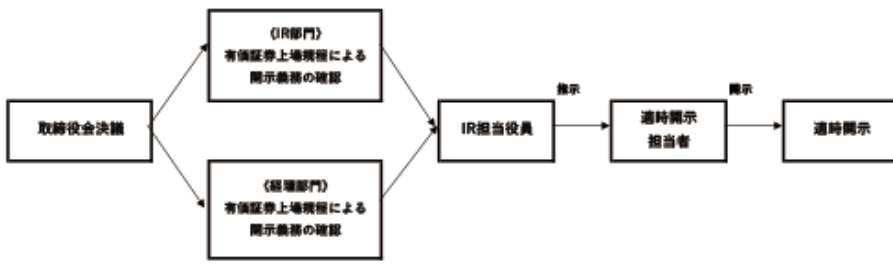 《IR部門》
有価証券上場規程による
開示義務の確認
取締役会決議
IR担当役員
指示
適時開示
担当者
開示
適時開示
《経理部門》
有価証券上場規程による
開示義務の確認